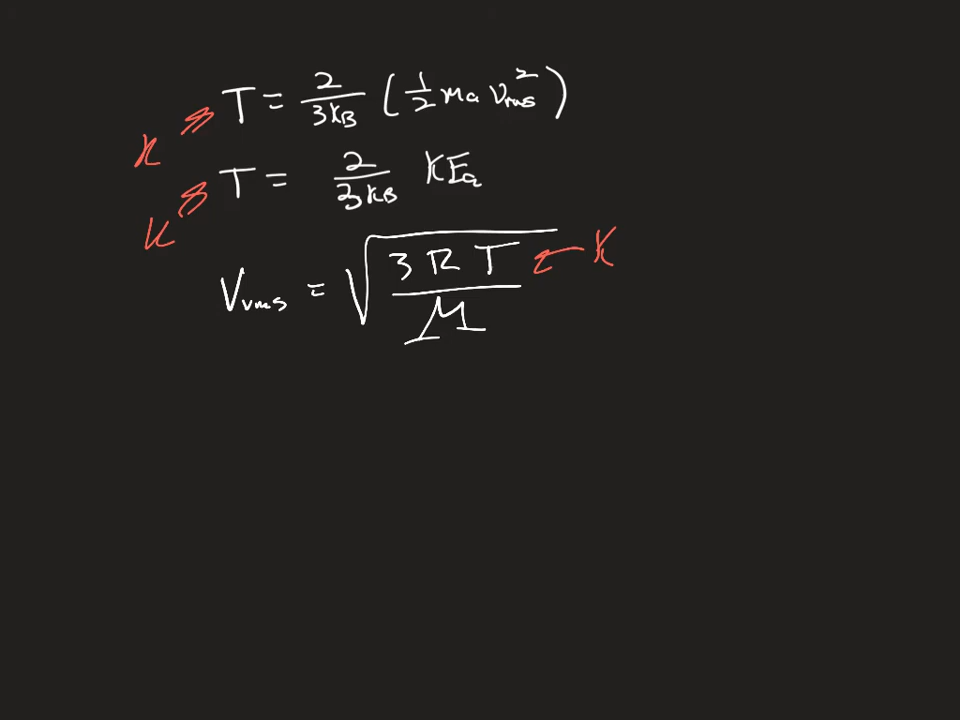 T = 2/3k_B (1/2 m_a v_rms^2)
K
T = 2/3k_B KE_a
K
V_rms = √(3RT/M) K